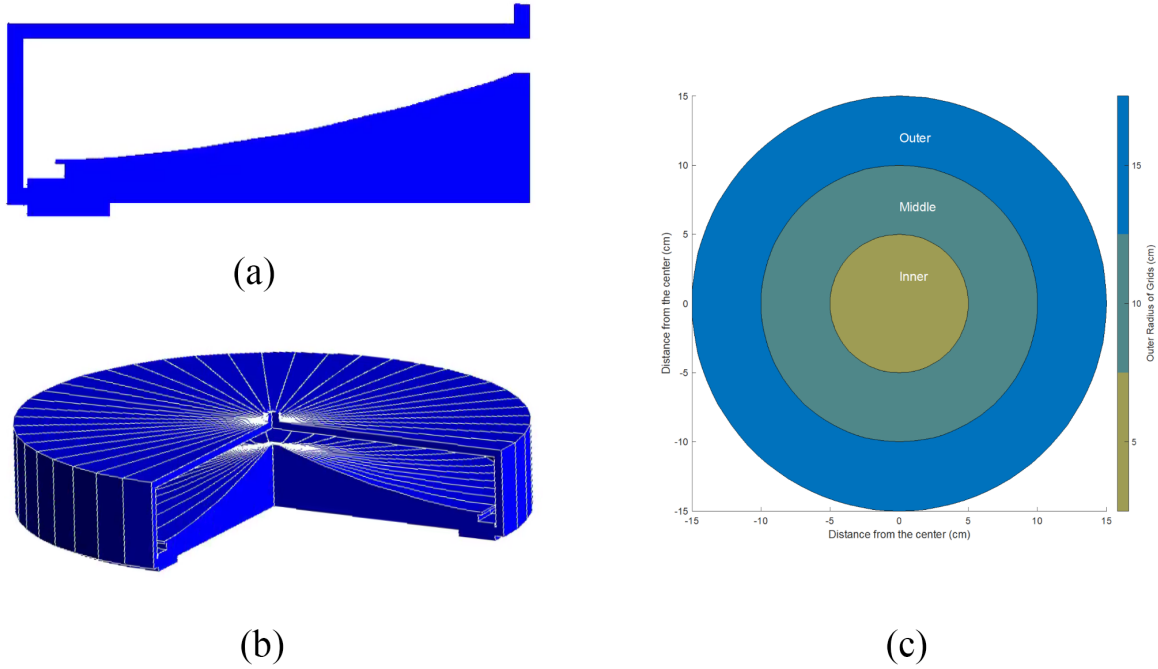 (a)
(b)
15
10
5
0
-5
-10
-15
Distance from the center (cm)
Outer
Middle
Inner
-15 -10 -5 0 5 10 15
Distance from the center (cm)
15
10
5
Outer Radius of Grids (cm)
(c)